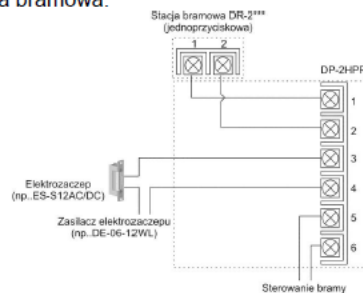 a bramowa.
Stacja bramowa DR-2***
(jednoprzyciskowa)
1 2
DP-2HPR
1
2
3
4
5
6
Elektrozaczep
(np..ES-S12AC/DC)
Zasilacz elektrozaczepu
(np..DE-06-12WL)
Sterowanie bramy